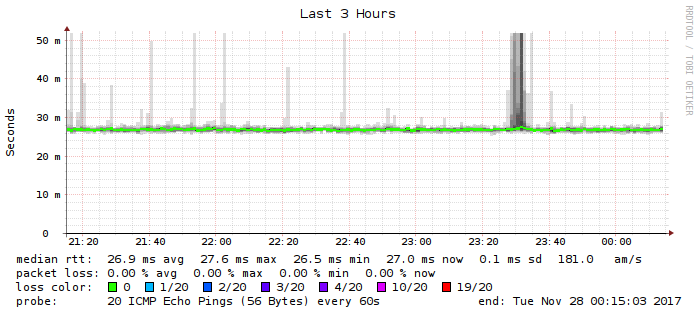 Last 3 Hours
RRDTOOL / TOBI OETIKER
Seconds
50 m
40 m
30 m
20 m
10 m
0
21:20 21:40 22:00 22:20 22:40 23:00 23:20 23:40 00:00
median rtt: 26.9 ms avg 27.6 ms max 26.5 ms min 27.0 ms now 0.1 ms sd 181.0 am/s
packet loss: 0.00 % avg 0.00 % max 0.00 % min 0.00 % now
loss color: 0 1/20 2/20 3/20 4/20 10/20 19/20
probe: 20 ICMP Echo Pings (56 Bytes) every 60s end: Tue Nov 28 00:15:03 2017